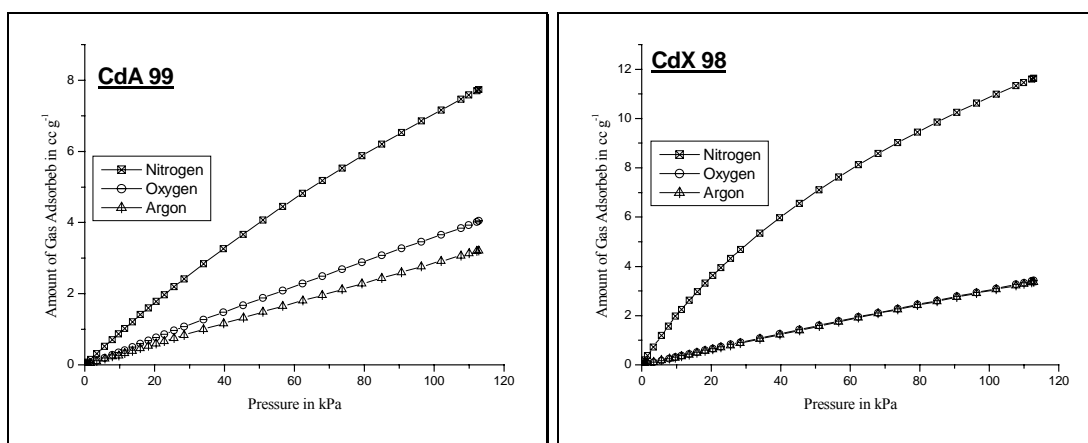 CdA 99
Amount of Gas Adsorbeb in cc g⁻¹
8
6
4
2
0
Nitrogen
Oxygen
Argon
0 20 40 60 80 100 120
Pressure in kPa
CdX 98
Amount of Gas Adsorbeb in cc g⁻¹
12
10
8
6
4
2
0
Nitrogen
Oxygen
Argon
0 20 40 60 80 100 120
Pressure in kPa